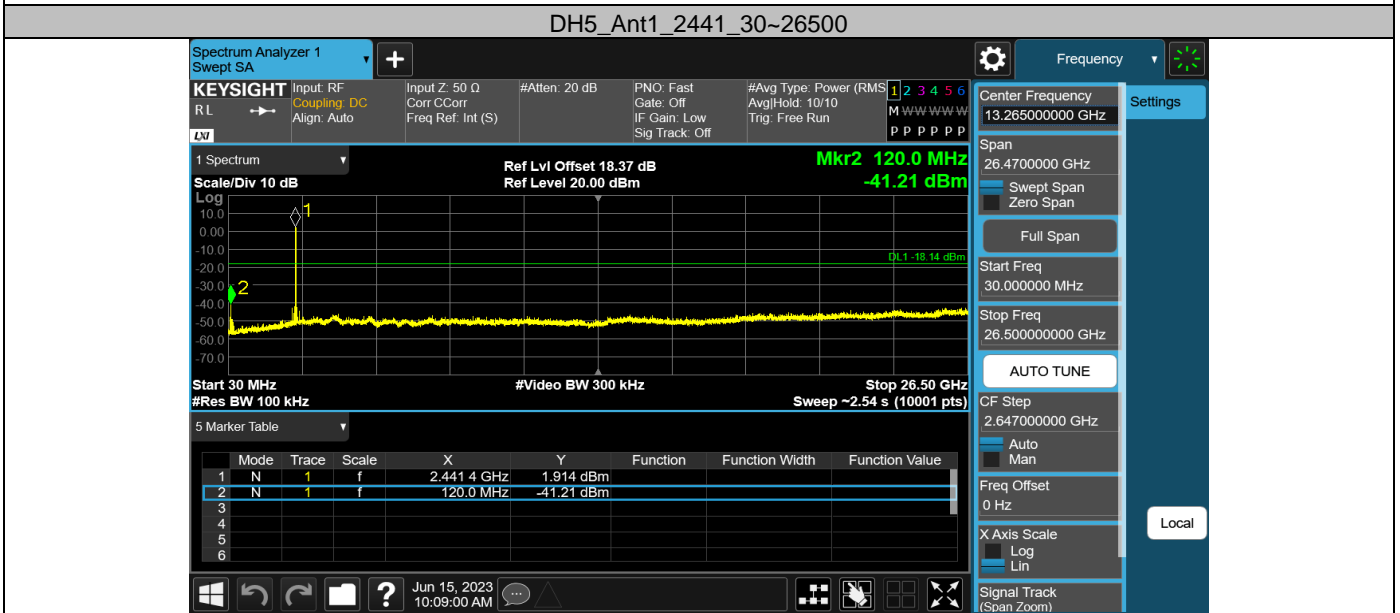 DH5_Ant1_2441_30~26500
Spectrum Analyzer 1
Swept SA
+
Frequency
KEYSIGHT
RL
LXI
Input: RF
Coupling: DC
Align: Auto
Input Z: 50 Ω
Corr CCorr
Freq Ref: Int (S)
#Atten: 20 dB
PNO: Fast
Gate: Off
IF Gain: Low
Sig Track: Off
#Avg Type: Power (RMS
Avg|Hold: 10/10
Trig: Free Run
1 2 3 4 5 6
M W W W W W
P P P P P P
1 Spectrum
Scale/Div 10 dB
Ref Lvl Offset 18.37 dB
Ref Level 20.00 dBm
Mkr2 120.0 MHz
-41.21 dBm
Log
10.0
0.00
-10.0
-20.0
-30.0
-40.0
-50.0
-60.0
-70.0
1
2
DL1 -18.14 dBm
Start 30 MHz
#Video BW 300 kHz
Stop 26.50 GHz
#Res BW 100 kHz
Sweep ~2.54 s (10001 pts)
5 Marker Table
Mode Trace Scale X Y Function Function Width Function Value
1 N 1 f 2.441 4 GHz 1.914 dBm
2 N 1 f 120.0 MHz -41.21 dBm
3
4
5
6
Center Frequency
13.265000000 GHz
Settings
Span
26.4700000 GHz
Swept Span
Zero Span
Full Span
Start Freq
30.000000 MHz
Stop Freq
26.500000000 GHz
AUTO TUNE
CF Step
2.647000000 GHz
Auto
Man
Freq Offset
0 Hz
Local
X Axis Scale
Log
Lin
Signal Track
(Span Zoom)
?
Jun 15, 2023
10:09:00 AM